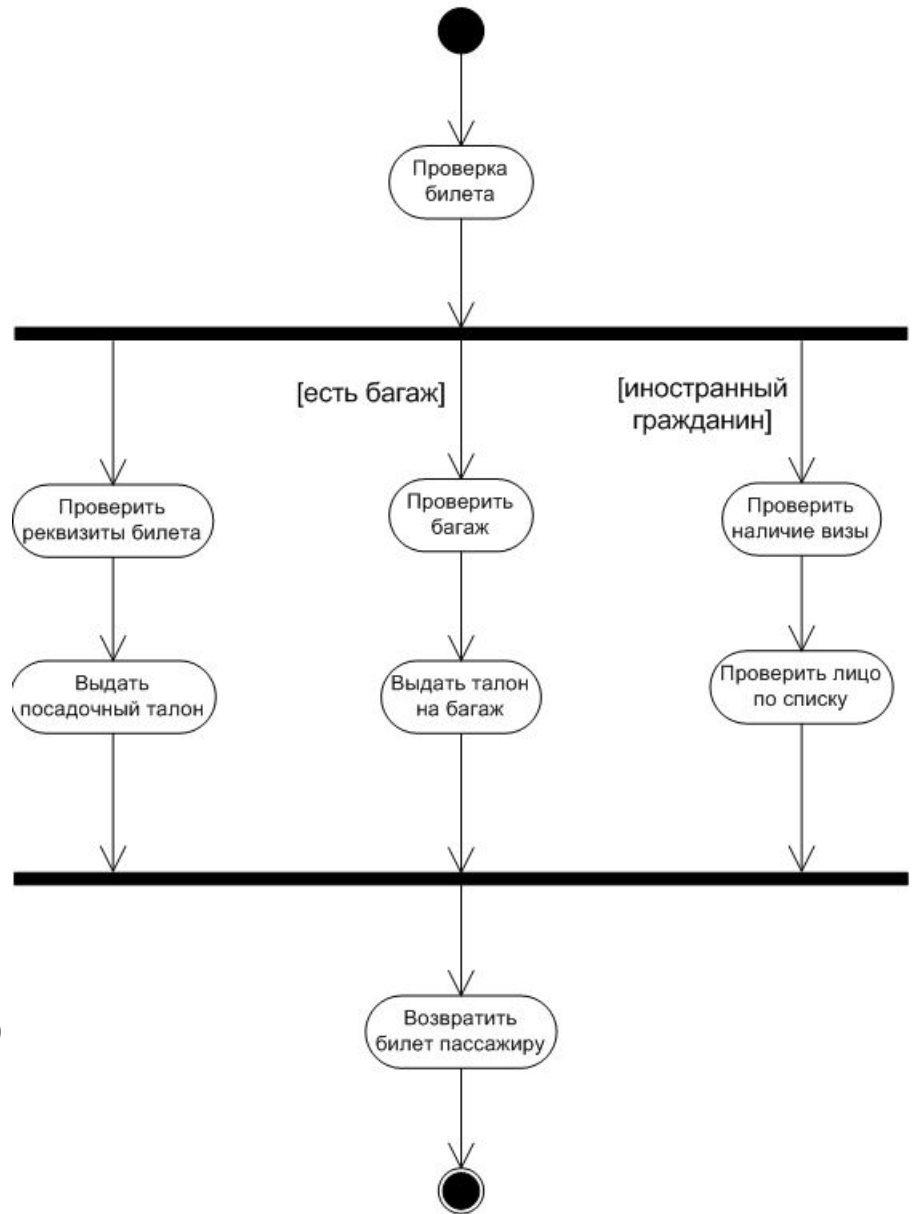 Проверка
билета
[есть багаж]
[иностранный
гражданин]
Проверить
реквизиты билета
Проверить
багаж
Проверить
наличие визы
Выдать
посадочный талон
Выдать талон
на багаж
Проверить лицо
по списку
Возвратить
билет пассажиру